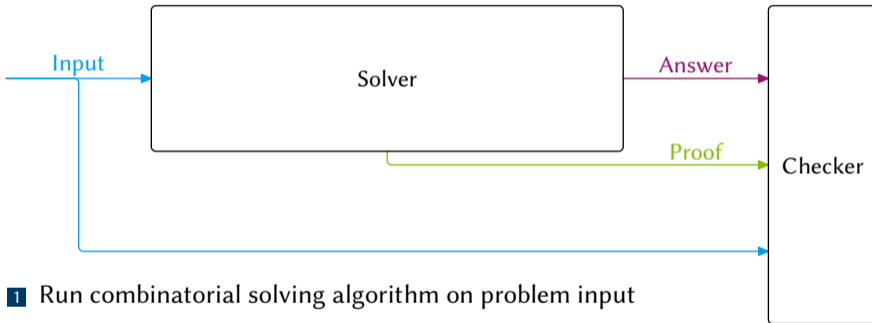 Input
Solver
Answer
Proof
Checker
1 Run combinatorial solving algorithm on problem input